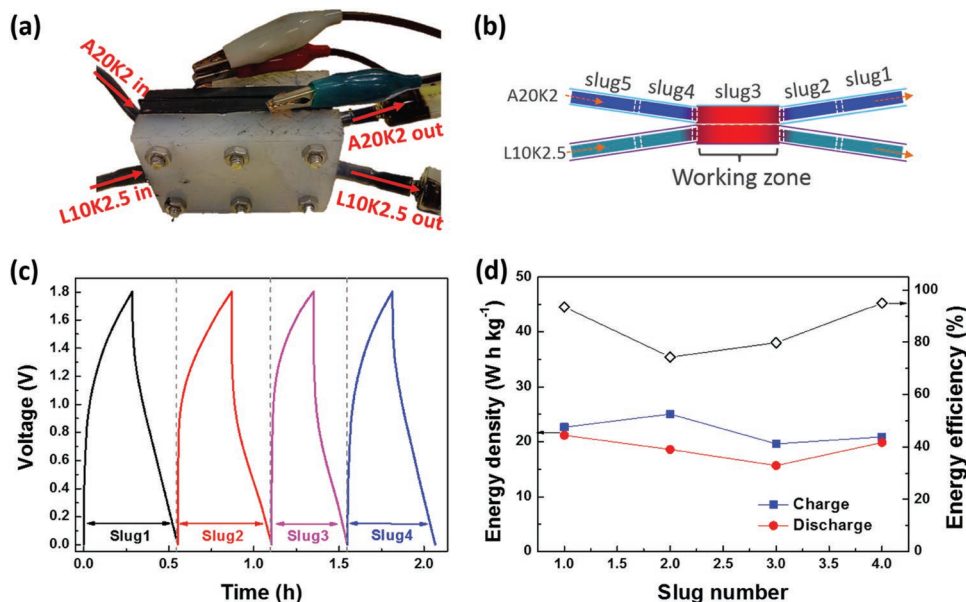 (a)
A20K2 in
A20K2 out
L10K2.5 in
L10K2.5 out
(b)
slug5 slug4 slug3 slug2 slug1
A20K2
L10K2.5
Working zone
(c)
Voltage (V)
1.8
1.6
1.4
1.2
1.0
0.8
0.6
0.4
0.2
0.0
Slug1 Slug2 Slug3 Slug4
0.0 0.5 1.0 1.5 2.0
Time (h)
(d)
Energy density (W h kg⁻¹)
50
40
30
20
10
0
Charge
Discharge
100
80
60
40
20
0
Energy efficiency (%)
1.0 1.5 2.0 2.5 3.0 3.5 4.0
Slug number